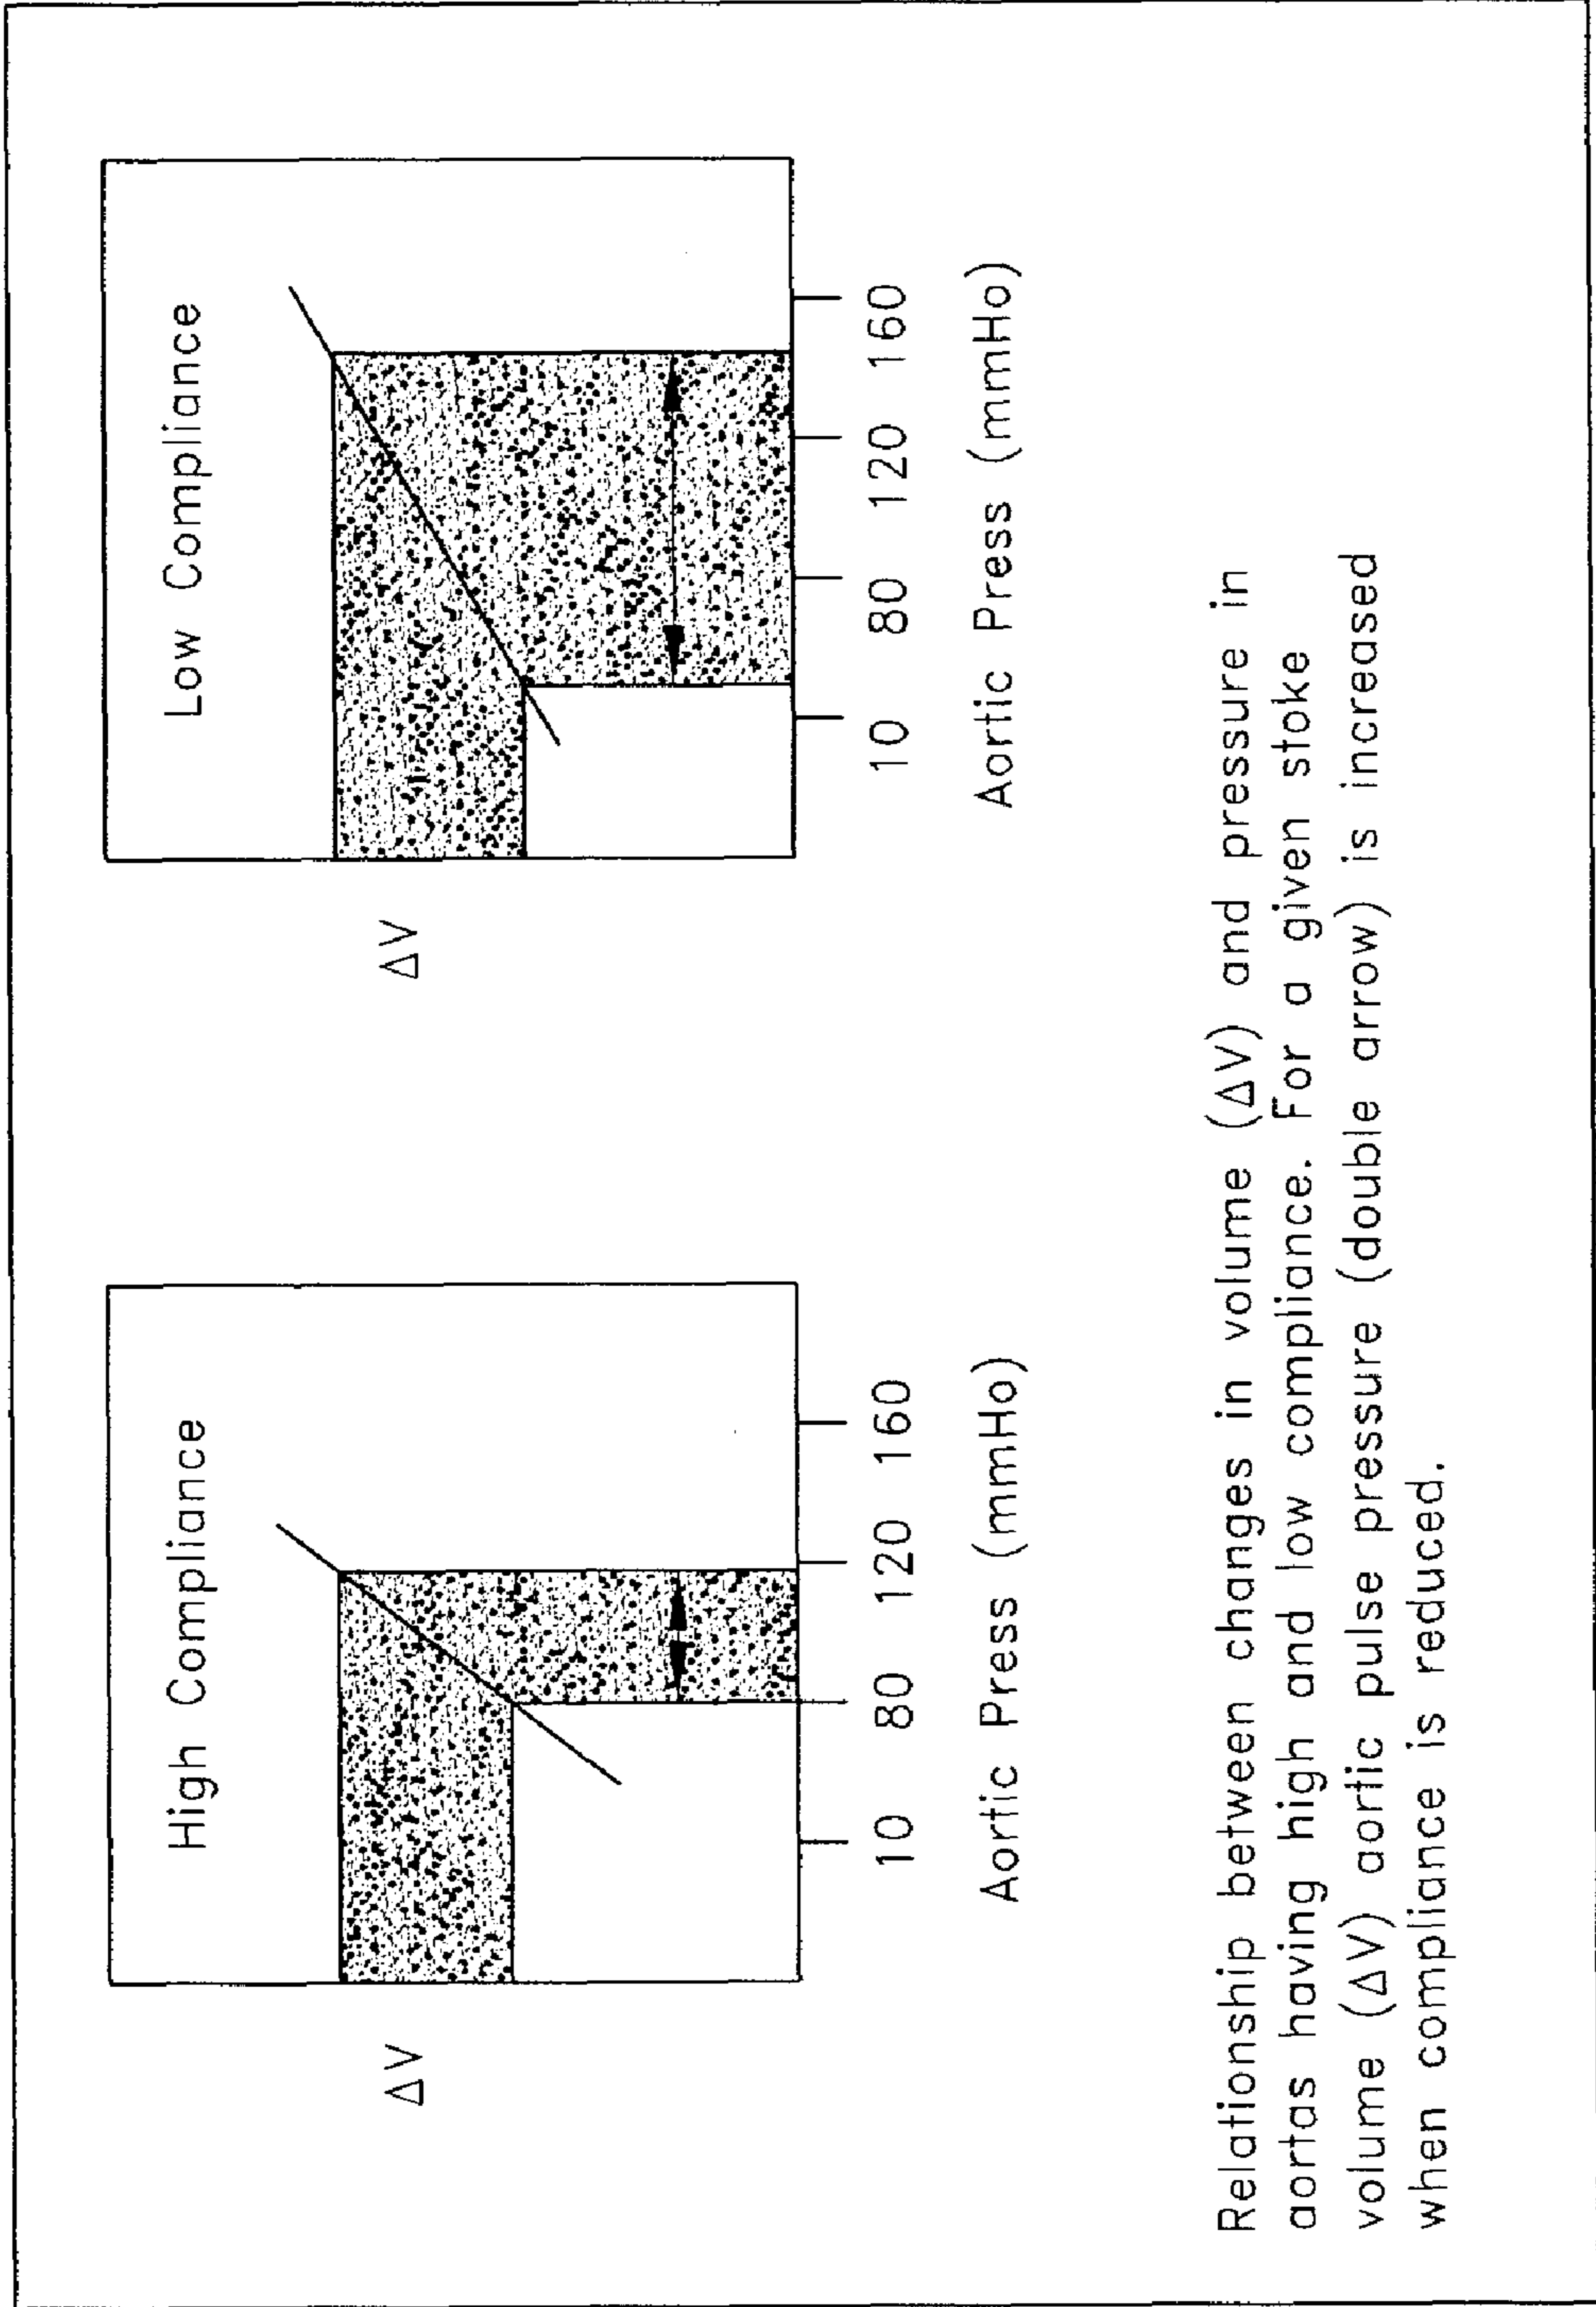 High Compliance
ΔV
10 80 120 160
Aortic Press (mmHo)
Low Compliance
ΔV
10 80 120 160
Aortic Press (mmHo)
Relationship between changes in volume (ΔV) and pressure in
aortas having high and low compliance. For a given stoke
volume (ΔV) aortic pulse pressure (double arrow) is increased
when compliance is reduced.